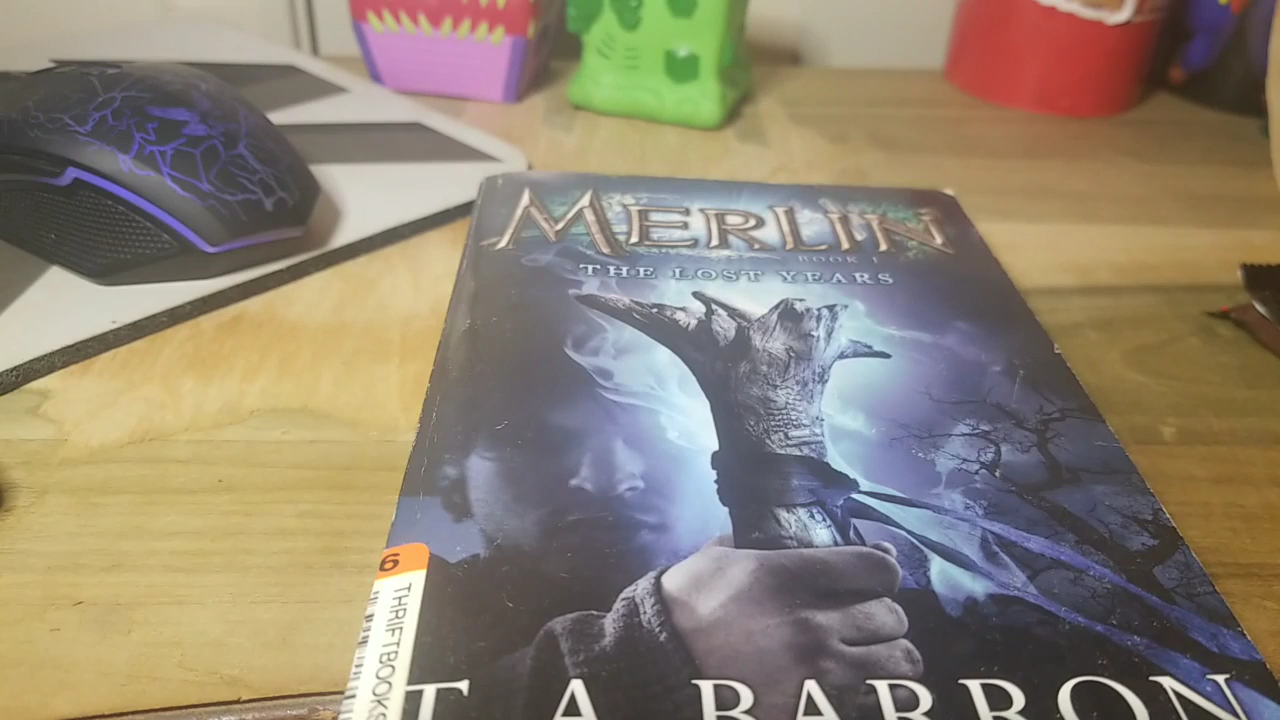 MERLIN
BOOK 1
THE LOST YEARS
6
THRIFTBOOKS
T. A. BARRON